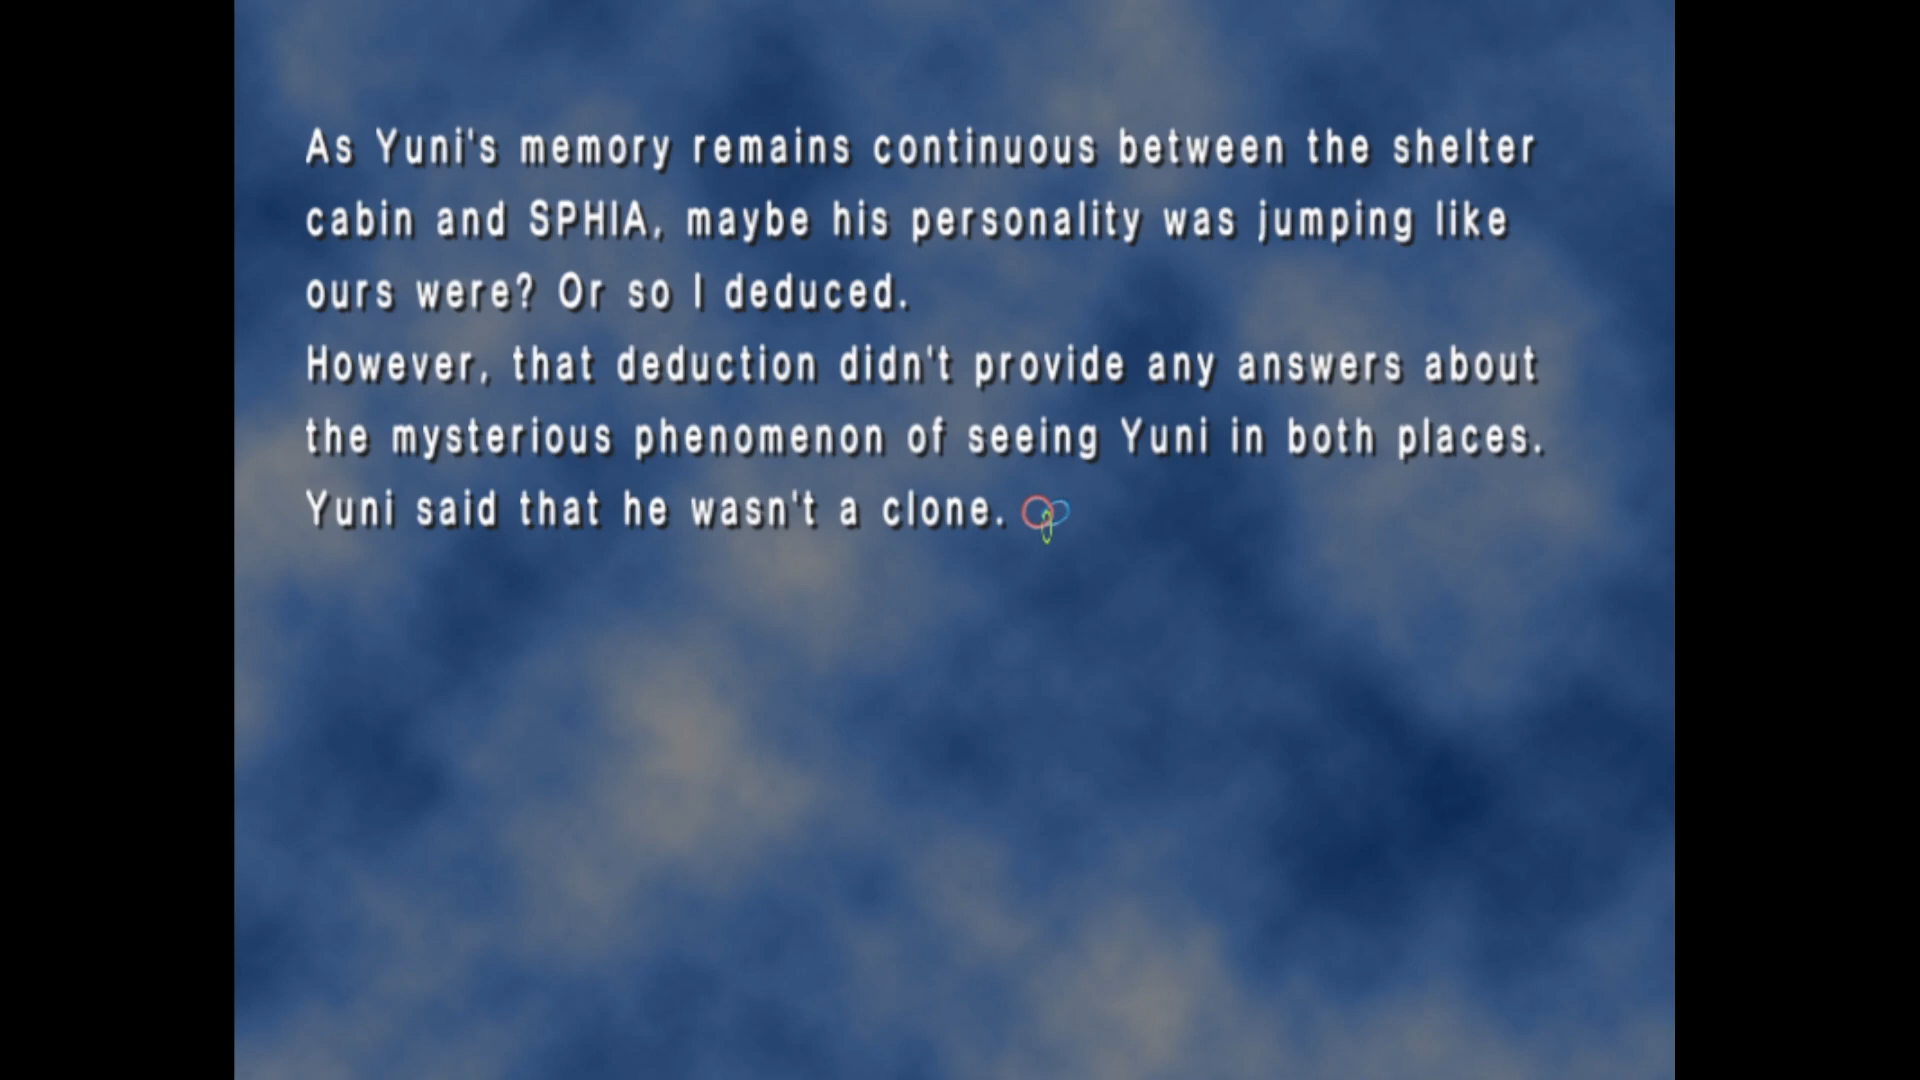 As Yuni's memory remains continuous between the shelter
cabin and SPHIA, maybe his personality was jumping like
ours were? Or so I deduced.
However, that deduction didn't provide any answers about
the mysterious phenomenon of seeing Yuni in both places.
Yuni said that he wasn't a clone.